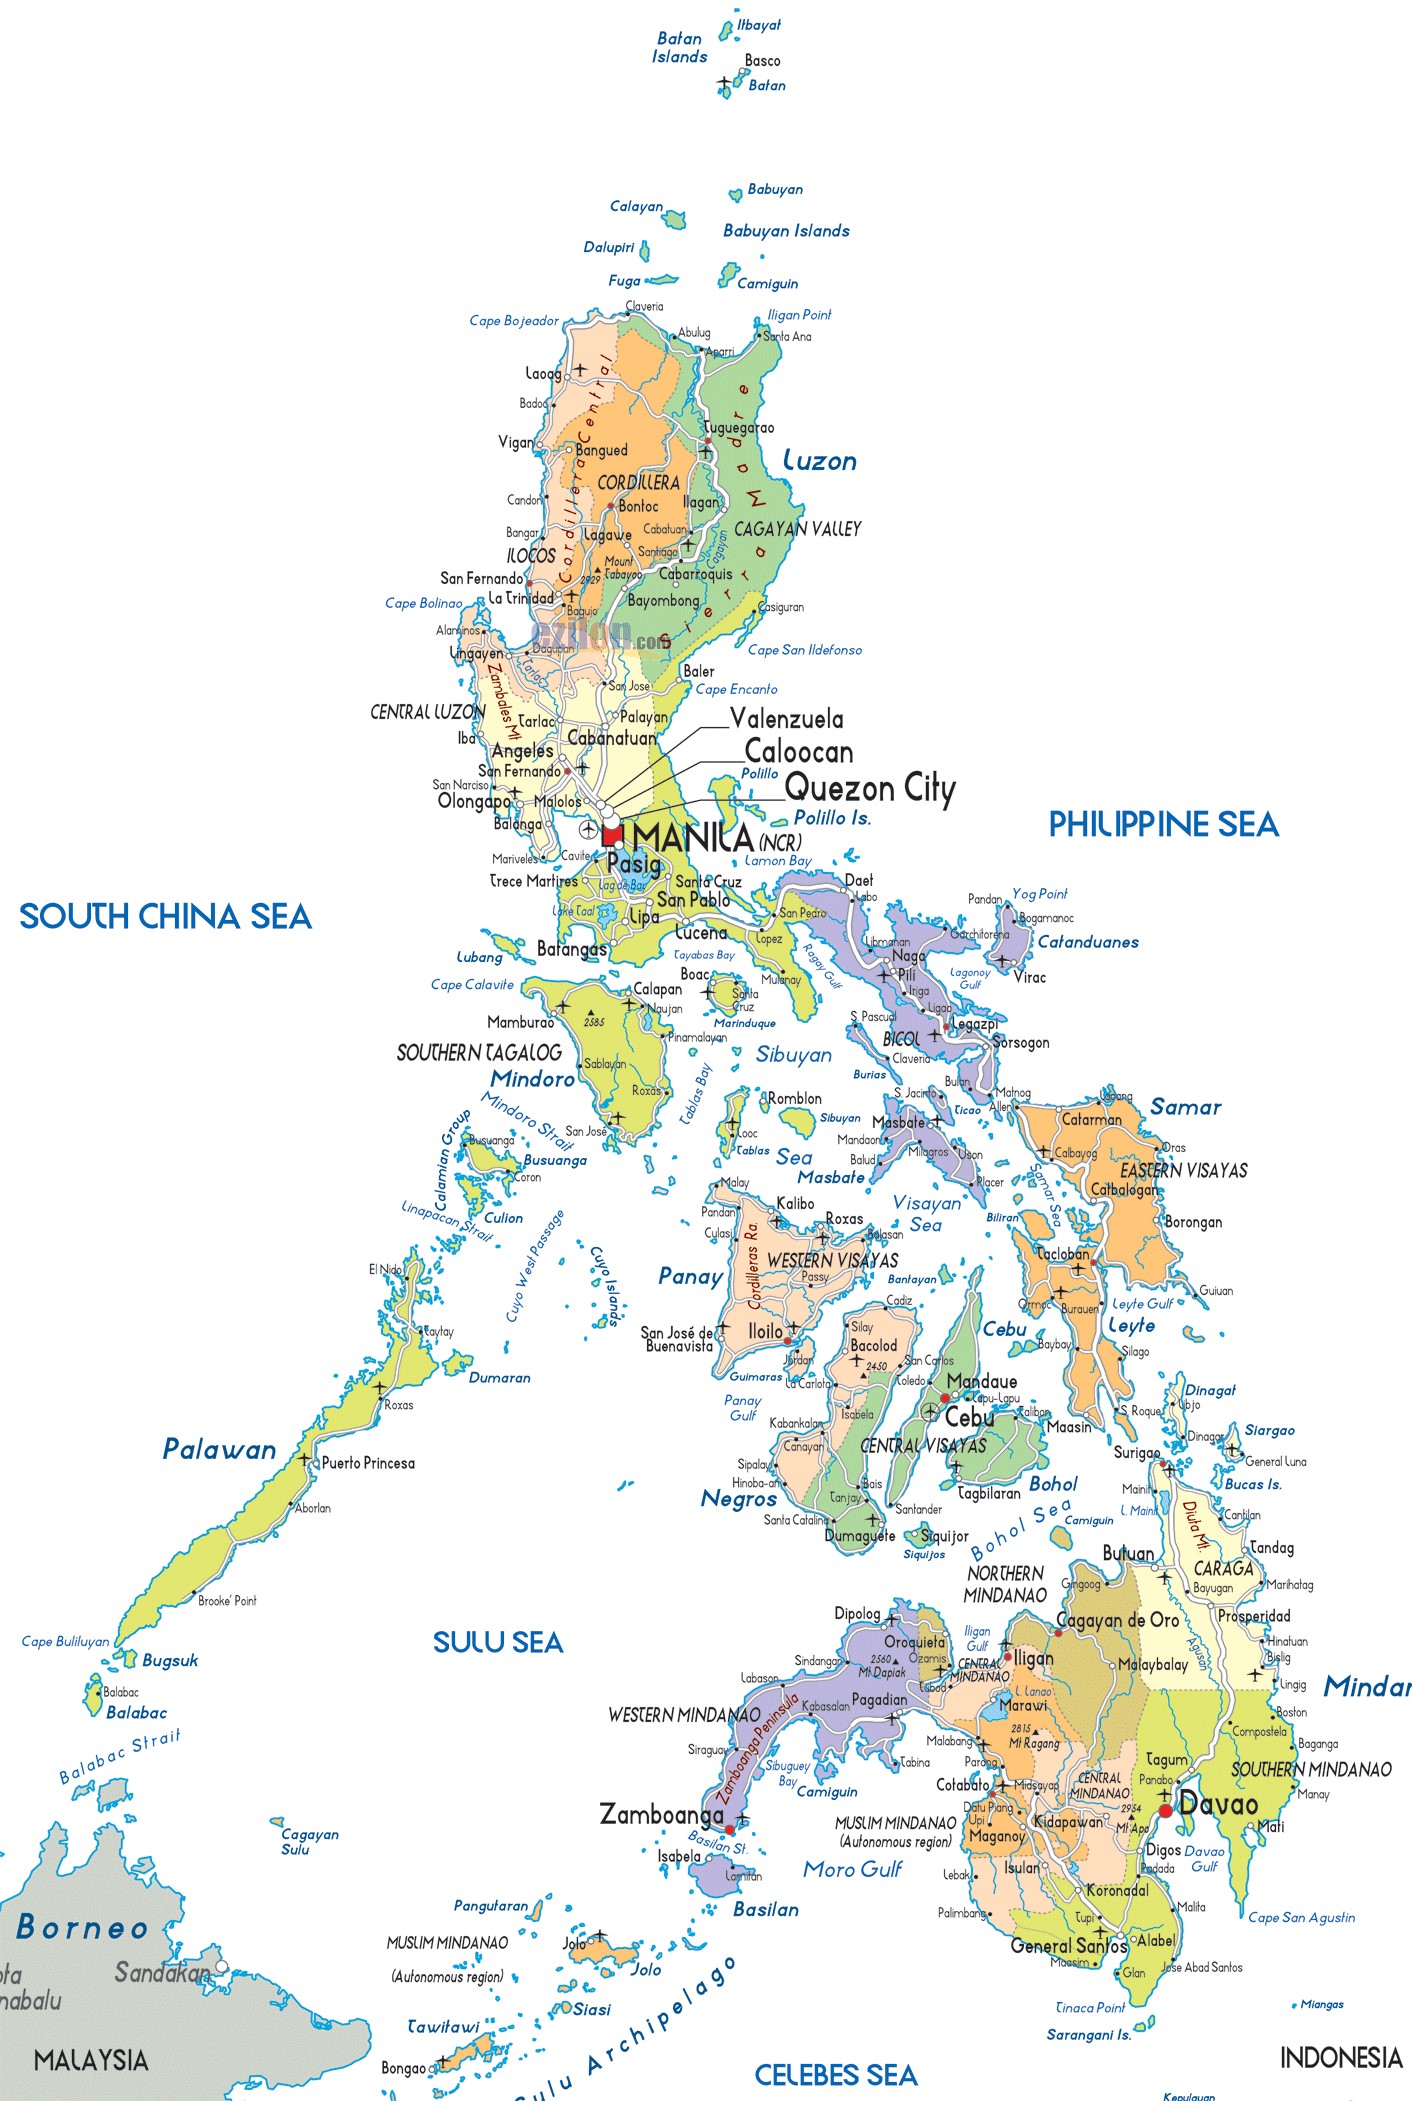 Itbayat
Batan
Islands
Basco
Batan
Babuyan
Calayan
Babuyan Islands
Dalupiri
Fuga
Camiguin
Claveria
Iligan Point
Cape Bojeador
Abulug
Santa Ana
Aparri
Laoag
Badoc
Cordillera Central
Sierra Madre
Tuguegarao
Vigan
Bangued
Luzon
CORDILLERA
Candon
Bontoc
Ilagan
CAGAYAN VALLEY
Bangar
Lagawe
Cabatuan
Cagayan
ILOCOS
Santiago
Mount
Tabayoo
2929
San Fernando
Cabarroquis
La Trinidad
Bayombong
Cape Bolinao
Baguio
Casiguran
Alaminos
ezilon.com
Lingayen
Dagupan
Cape San Ildefonso
Tarlac
Zambales Mt
Baler
San Jose
Cape Encanto
CENTRAL LUZON
Tarlac
Palayan
Valenzuela
Iba
Cabanatuan
Angeles
Caloocan
San Fernando
Polillo
San Narciso
Quezon City
Olongapo
Malolos
Polillo Is.
Balanga
PHILIPPINE SEA
MANILA (NCR)
Mariveles
Cavite
Pasig
Lamon Bay
Trece Martires
Lag de Bay
Santa Cruz
Daet
Labo
San Pablo
Pandan
Yog Point
SOUTH CHINA SEA
Lake Taal
Lipa
San Pedro
Bogamanoc
Lucena
Lopez
Garchitorena
Catanduanes
Batangas
Libmanan
Lubang
Tayabas Bay
Ragay Gulf
Naga
Lagonoy
Gulf
Virac
Cape Calavite
Boac
Mulanay
Pili
Calapan
Santa
Cruz
Iriga
Naujan
Mamburao
2585
Marinduque
Ligao
S. Pascual
Legazpi
Pinamalayan
BICOL
Sorsogon
SOUTHERN TAGALOG
Sibuyan
Claveria
Sablayan
Burias
Mindoro
Bulan
Roxas
Tablas Bay
S. Jacinto
Matnog
Romblon
Ticao
Allen
Lagang
Samar
Mindoro Strait
Sibuyan
Masbate
Catarman
San José
Looc
Mandaon
Busuanga
Tablas
Milagros
Uson
Calbayog
Oras
Calamian Group
Busuanga
Sea
Balud
EASTERN VISAYAS
Coron
Masbate
Placer
Samar Sea
Malay
Catbalogan
Culion
Linapacan Strait
Pandan
Kalibo
Visayan
Sea
Biliran
Borongan
Cuyo West Passage
Culasi
Roxas
Balasan
Tacloban
El Nido
Cuyo Islands
Cordilleras Ra.
WESTERN VISAYAS
Panay
Passy
Bantayan
Guiuan
Cadiz
Ormoc
Burauen
Leyte Gulf
Taytay
San José de
Buenavista
Iloilo
Silay
Cebu
Leyte
Bacolod
Baybay
Silago
Jordan
2450
San Carlos
Dumaran
Guimaras
La Carlota
Toledo
Mandaue
Dinagat
Roxas
Panay
Gulf
Lapu-Lapu
Ubjo
Isabela
Cebu
Talibon
S. Roque
Kabankalan
Maasin
Siargao
Palawan
Canayan
CENTRAL VISAYAS
Dinagat
Surigao
Puerto Princesa
Sipalay
General Luna
Hinoba-an
Bais
Bohol
Mainit
Bucas Is.
Negros
Tanjay
Tagbilaran
Aborlan
Santander
L. Mainit
Cantilan
Santa Catalina
Camiguin
Diuta Mt.
Dumaguete
Siquijor
Bohol Sea
Siquijos
Butuan
Tandag
NORTHERN
MINDANAO
CARAGA
Gingoog
Marihatag
Brooke' Point
Bayugan
Dipolog
Cagayan de Oro
Prosperidad
Cape Buliluyan
SULU SEA
Iligan
Gulf
Hinatuan
Oroquieta
Agusan
Bugsuk
Sindangan
2560
Mt Dapiak
Ozamis
Iligan
Malaybalay
Bislig
CENTRAL
MINDANAO
Labason
Tubod
L. Lanao
Lingig
Balabac
Mindar
Kabasalan
Pagadian
Marawi
Balabac
WESTERN MINDANAO
Boston
Zamboanga Peninsula
2815
Mt Ragang
Compostela
Balabac Strait
Siraguay
Malabang
Baganga
Sibuguey
Bay
Tabina
Parang
Tagum
SOUTHERN MINDANAO
Camiguin
Cotabato
Midsayap
CENTRAL
MINDANAO
Panabo
Manay
Zamboanga
Datu Piang
2954
Davao
MUSLIM MINDANAO
(Autonomous region)
Upi
Kidapawan
Mt Apo
Mati
Cagayan
Sulu
Basilan St.
Maganoy
Isabela
Digos
Davao
Gulf
Lamitan
Moro Gulf
Isulan
Padada
Lebak
Koronadal
Pangutaran
Basilan
Palimbang
Malita
Tupi
Cape San Agustin
Borneo
MUSLIM MINDANAO
(Autonomous region)
Jolo
General Santos
Alabel
Sandakan
Jolo
Maasim
Glan
Jose Abad Santos
ota
nabalu
Siasi
Tinaca Point
Miangas
Tawitawi
Sarangani Is.
MALAYSIA
Bongao
Sulu Archipelago
CELEBES SEA
INDONESIA
Kepulauan